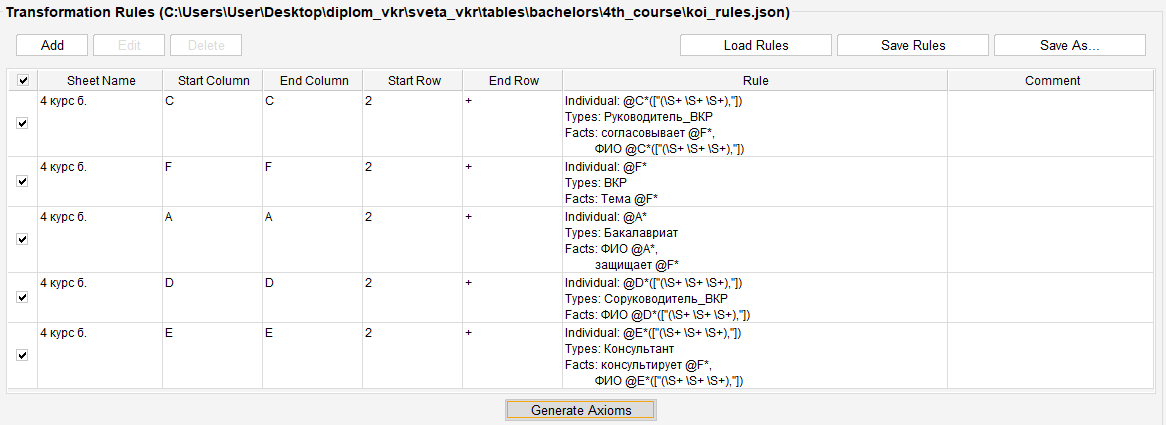 Transformation Rules (C:\Users\User\Desktop\diplom_vkr\sveta_vkr\tables\bachelors\4th_course\koi_rules.json)
Add Edit Delete Load Rules Save Rules Save As...
Sheet Name Start Column End Column Start Row End Row Rule Comment
4 курс б. C C 2 + Individual: @C*(["(\S+ \S+ \S+),"])
Types: Руководитель_ВКР
Facts: согласовывает @F*,
ФИО @C*(["(\S+ \S+ \S+),"])
4 курс б. F F 2 + Individual: @F*
Types: ВКР
Facts: Тема @F*
4 курс б. A A 2 + Individual: @A*
Types: Бакалавриат
Facts: ФИО @A*,
защищает @F*
4 курс б. D D 2 + Individual: @D*(["(\S+ \S+ \S+),"])
Types: Соруководитель_ВКР
Facts: ФИО @D*(["(\S+ \S+ \S+),"])
4 курс б. E E 2 + Individual: @E*(["(\S+ \S+ \S+),"])
Types: Консультант
Facts: консультирует @F*,
ФИО @E*(["(\S+ \S+ \S+),"])
Generate Axioms